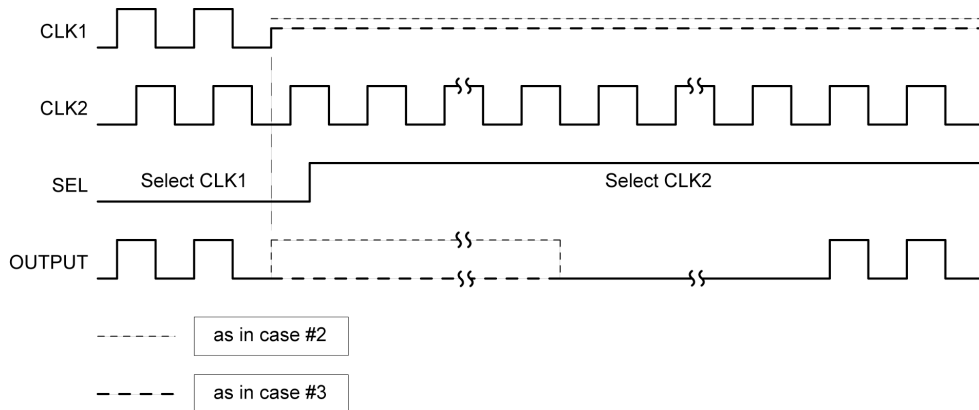 CLK1
CLK2
SEL Select CLK1 Select CLK2
OUTPUT
as in case #2
as in case #3